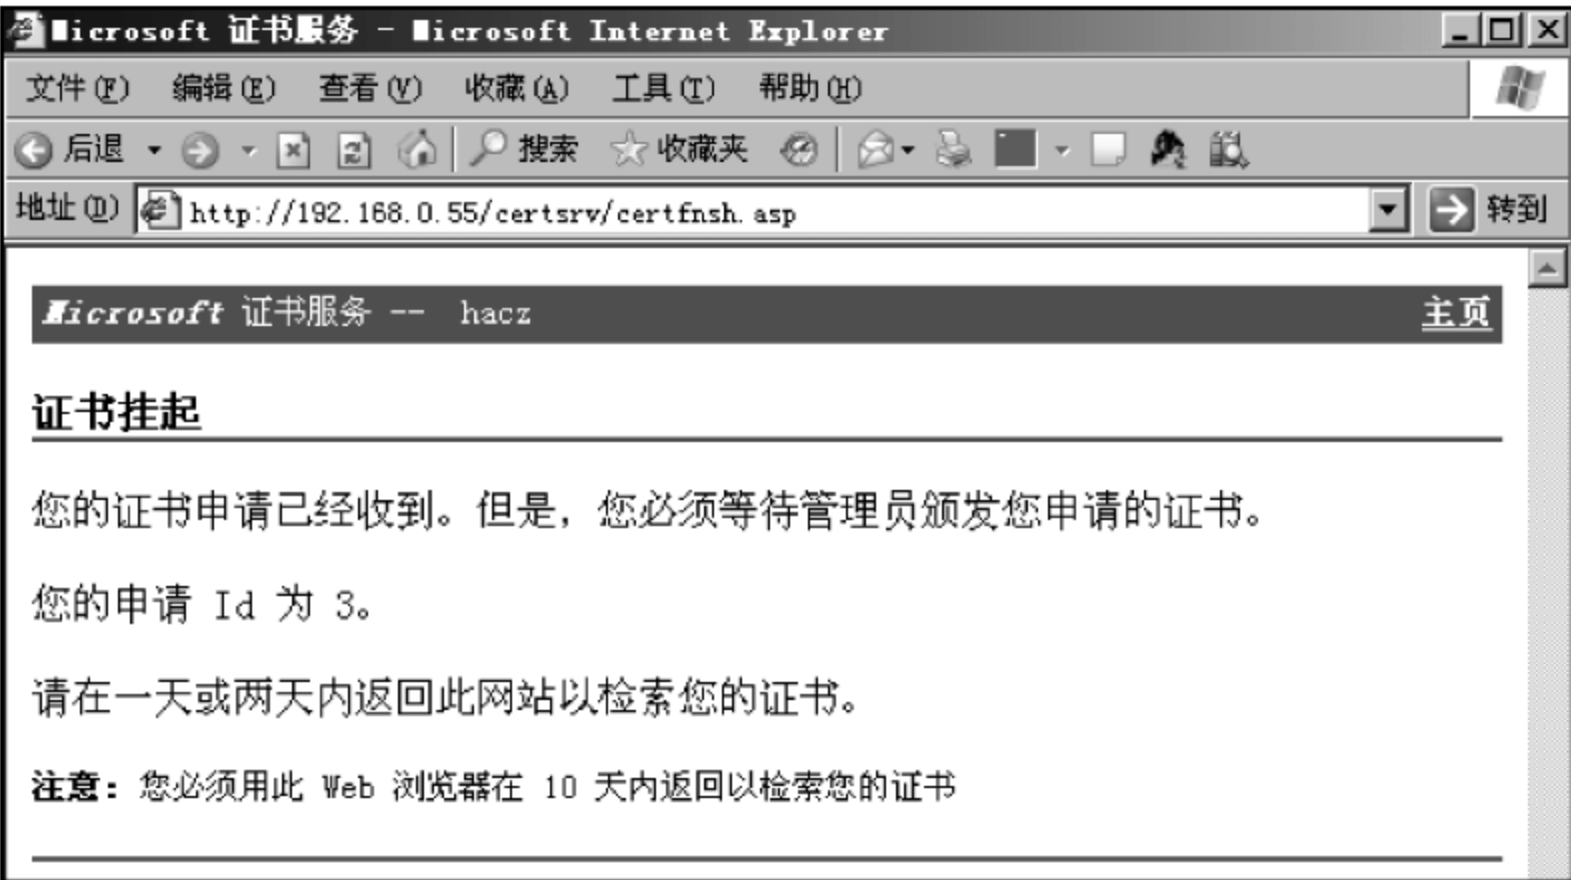 Microsoft 证书服务 - Microsoft Internet Explorer
文件(F) 编辑(E) 查看(V) 收藏(A) 工具(T) 帮助(H)
后退 搜索 收藏夹
地址(D) http://192.168.0.55/certsrv/certfnsh.asp 转到
Microsoft 证书服务 -- hacz 主页
证书挂起
您的证书申请已经收到。但是，您必须等待管理员颁发您申请的证书。
您的申请 Id 为 3。
请在一天或两天内返回此网站以检索您的证书。
注意：您必须用此 Web 浏览器在 10 天内返回以检索您的证书